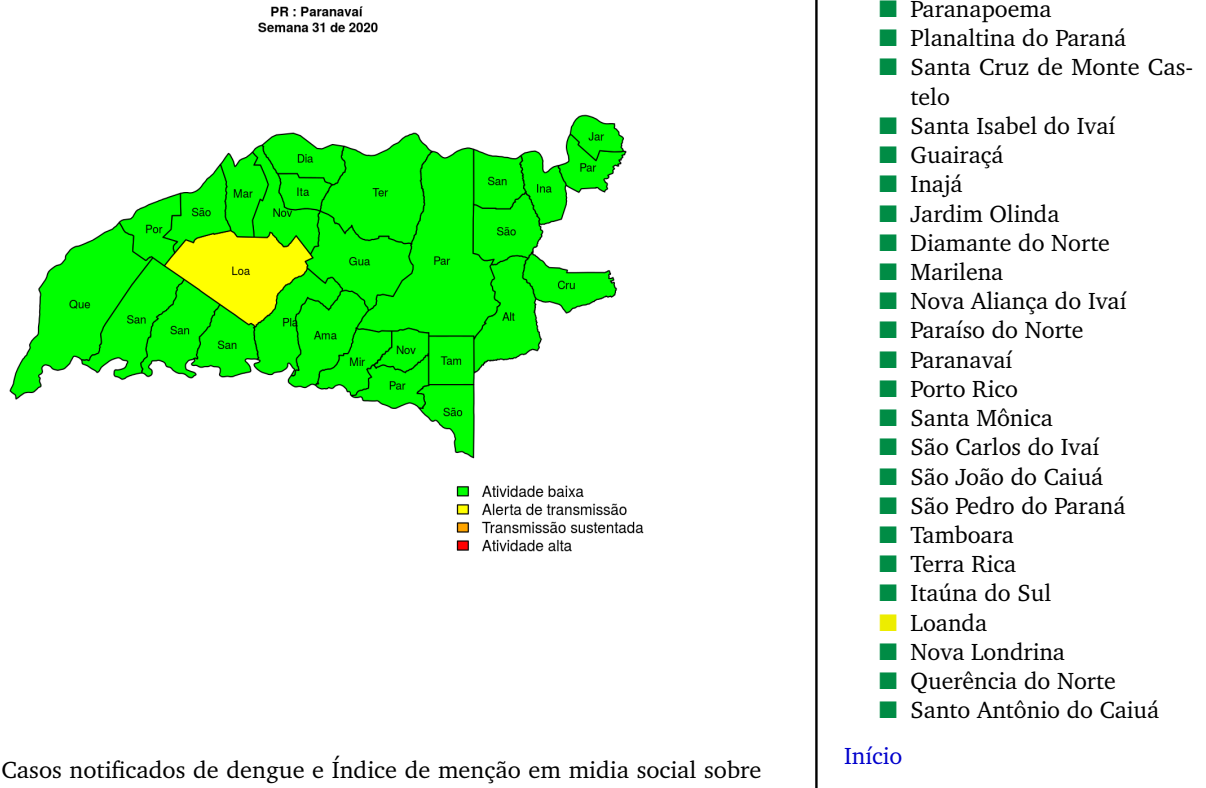 PR : Paranavaí
Semana 31 de 2020
Jar
Par
Dia
San
Ina
Mar
Ita
Ter
São
Nov
Por
São
Loa
Gua
Par
Cru
Que
San
San
San
Pla
Ama
Alt
Mir
Nov
Tam
Par
São
Atividade baixa
Alerta de transmissão
Transmissão sustentada
Atividade alta
Casos notificados de dengue e Índice de menção em midia social sobre
Paranapoema
Planaltina do Paraná
Santa Cruz de Monte Cas-
telo
Santa Isabel do Ivaí
Guairaçá
Inajá
Jardim Olinda
Diamante do Norte
Marilena
Nova Aliança do Ivaí
Paraíso do Norte
Paranavaí
Porto Rico
Santa Mônica
São Carlos do Ivaí
São João do Caiuá
São Pedro do Paraná
Tamboara
Terra Rica
Itaúna do Sul
Loanda
Nova Londrina
Querência do Norte
Santo Antônio do Caiuá
Início